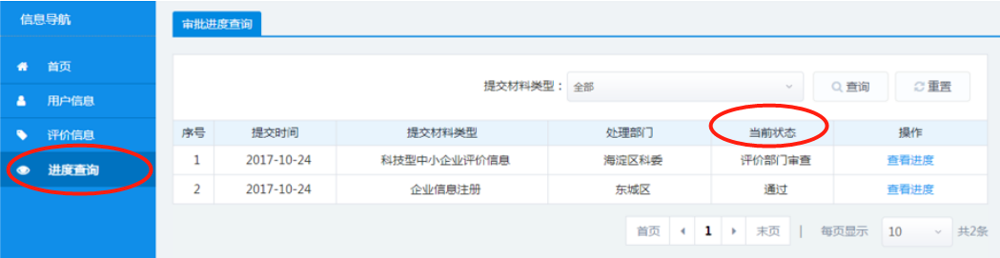 信息导航
首页
用户信息
评价信息
进度查询
审批进度查询
提交材料类型： 全部 查询 重置
序号 提交时间 提交材料类型 处理部门 当前状态 操作
1 2017-10-24 科技型中小企业评价信息 海淀区科委 评价部门审查 查看进度
2 2017-10-24 企业信息注册 东城区 通过 查看进度
首页 1 末页 | 每页显示 10 共2条